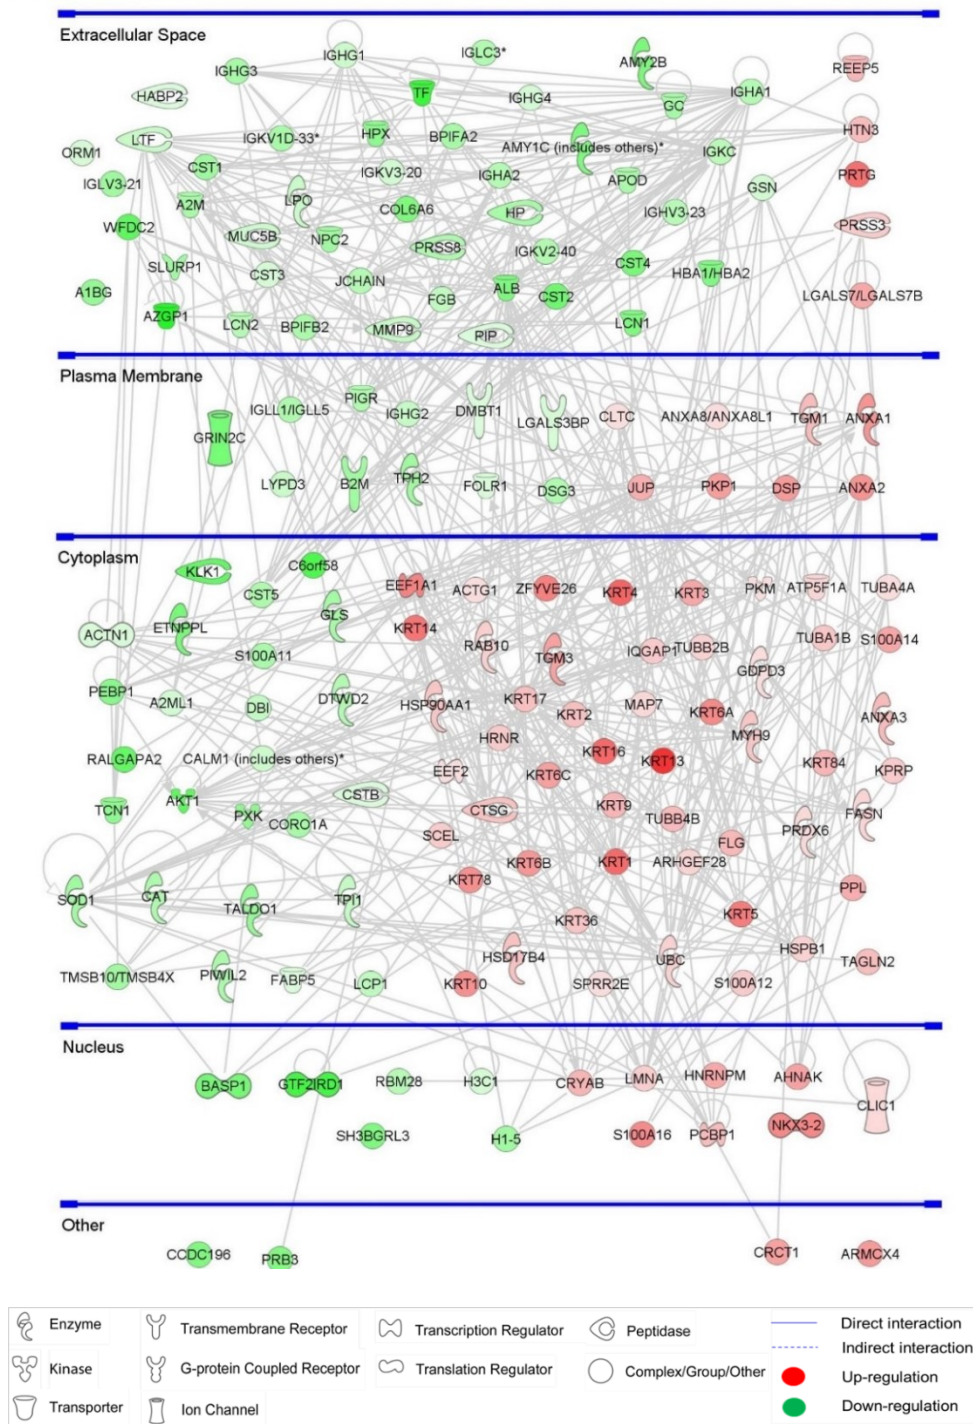 Extracellular Space
IGHG1
IGLC3*
AMY2B
REEP5
IGHG3
TF
IGHG4
GC
IGHA1
HABP2
LTF
IGKV1D-33*
HPX
BPIFA2
AMY1C (includes others)*
IGKC
HTN3
ORM1
CST1
IGKV3-20
IGHA2
APOD
GSN
PRTG
IGLV3-21
A2M
LPO
COL6A6
HP
IGHV3-23
WFDC2
MUC5B
NPC2
PRSS8
IGKV2-40
PRSS3
SLURP1
CST3
JCHAIN
ALB
CST4
HBA1/HBA2
A1BG
FGB
CST2
LGALS7/LGALS7B
AZGP1
LCN2
BPIFB2
MMP9
PIP
LCN1
Plasma Membrane
GRIN2C
IGLL1/IGLL5
PIGR
IGHG2
DMBT1
LGALS3BP
CLTC
ANXA8/ANXA8L1
TGM1
ANXA1
LYPD3
B2M
TPH2
FOLR1
DSG3
JUP
PKP1
DSP
ANXA2
Cytoplasm
KLK1
C6orf58
CST5
EEF1A1
ACTG1
ZFYVE26
KRT4
KRT3
PKM
ATP5F1A
TUBA4A
ACTN1
ETNPPL
GLS
KRT14
RAB10
TGM3
IQGAP1
TUBB2B
TUBA1B
S100A14
S100A11
GDPD3
PEBP1
A2ML1
DBI
DTWD2
HSP90AA1
KRT17
KRT2
MAP7
KRT6A
MYH9
ANXA3
RALGAPA2
CALM1 (includes others)*
HRNR
KRT16
KRT13
KRT84
KPRP
EEF2
KRT6C
TCN1
AKT1
PXK
CSTB
CORO1A
CTSG
KRT9
TUBB4B
PRDX6
FASN
SCEL
FLG
KRT6B
KRT1
ARHGEF28
SOD1
CAT
TALDO1
TPI1
KRT78
KRT36
KRT5
PPL
TMSB10/TMSB4X
PIWIL2
FABP5
LCP1
KRT10
HSD17B4
SPRR2E
UBC
S100A12
HSPB1
TAGLN2
Nucleus
BASP1
GTF2IRD1
RBM28
H3C1
CRYAB
LMNA
HNRNPM
AHNAK
CLIC1
SH3BGRL3
H1-5
S100A16
PCBP1
NKX3-2
Other
CCDC196
PRB3
CRCT1
ARMCX4
Enzyme
Transmembrane Receptor
Transcription Regulator
Peptidase
Direct interaction
Indirect interaction
Kinase
G-protein Coupled Receptor
Translation Regulator
Complex/Group/Other
Up-regulation
Transporter
Ion Channel
Down-regulation